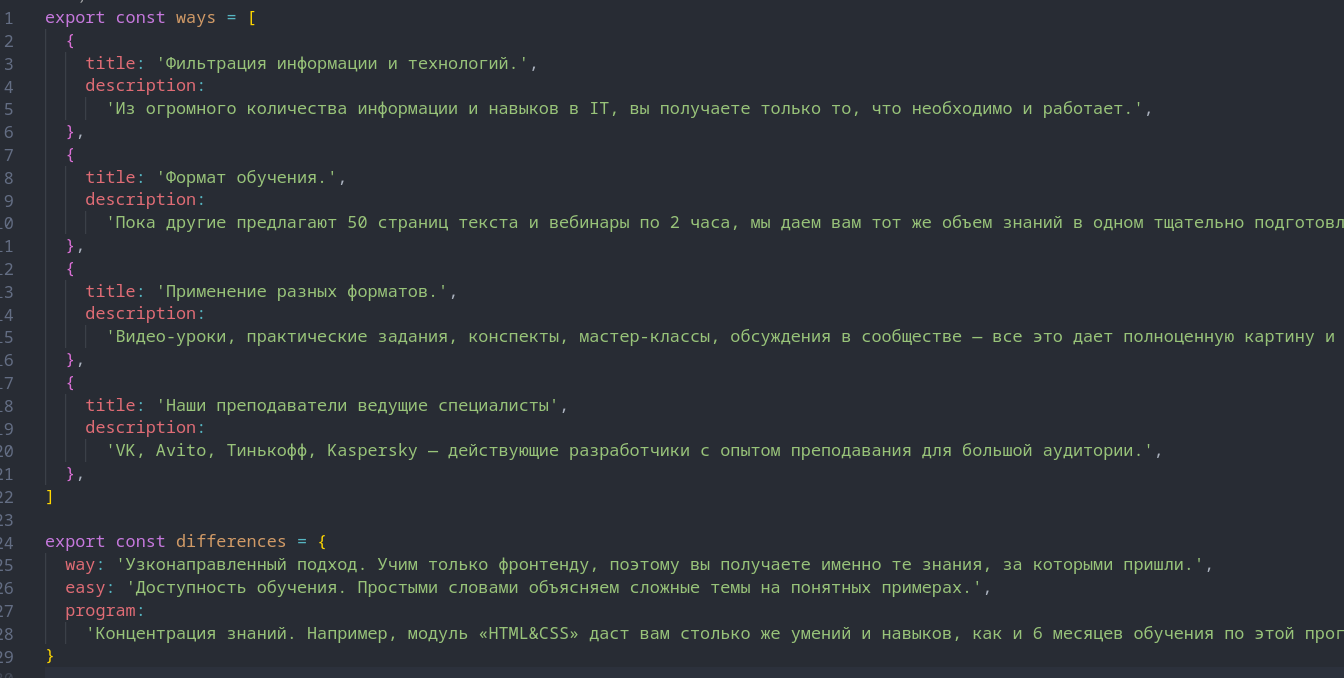 1 export const ways = [
2 {
3 title: 'Фильтрация информации и технологий.',
4 description:
5 'Из огромного количества информации и навыков в IT, вы получаете только то, что необходимо и работает.',
6 },
7 {
8 title: 'Формат обучения.',
9 description:
10 'Пока другие предлагают 50 страниц текста и вебинары по 2 часа, мы даем вам тот же объем знаний в одном тщательно
11 },
12 {
13 title: 'Применение разных форматов.',
14 description:
15 'Видео-уроки, практические задания, конспекты, мастер-классы, обсуждения в сообществе — все это дает полноценную картину и
16 },
17 {
18 title: 'Наши преподаватели ведущие специалисты',
19 description:
20 'VK, Avito, Тинькофф, Kaspersky — действующие разработчики с опытом преподавания для большой аудитории.',
21 },
22 ]
23
24 export const differences = {
25 way: 'Узконаправленный подход. Учим только фронтенду, поэтому вы получаете именно те знания, за которыми пришли.',
26 easy: 'Доступность обучения. Простыми словами объясняем сложные темы на понятных примерах.',
27 program:
28 'Концентрация знаний. Например, модуль «HTML&CSS» даст вам столько же умений и навыков, как и 6 месяцев обучения по этой
29 }